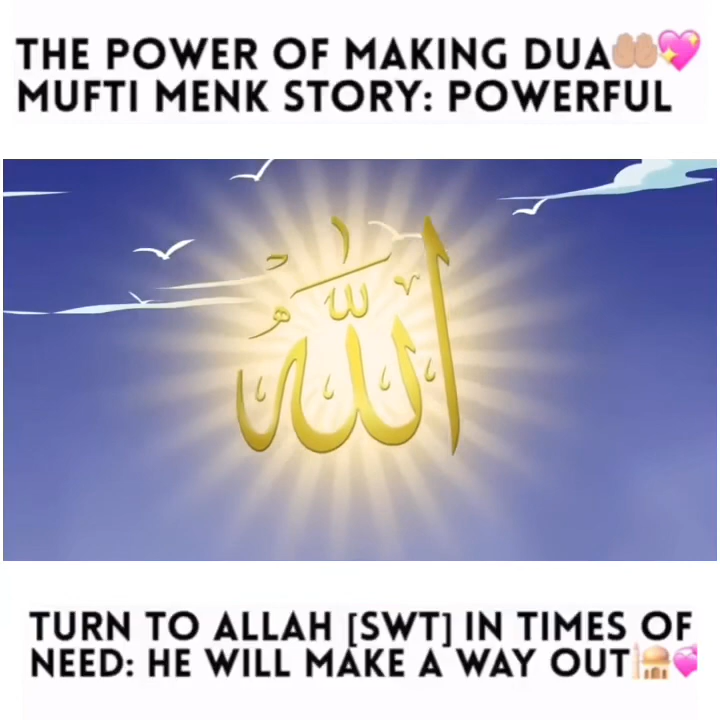 THE POWER OF MAKING DUA🤲🏼💖
MUFTI MENK STORY: POWERFUL
الله
TURN TO ALLAH [SWT] IN TIMES OF
NEED: HE WILL MAKE A WAY OUT🕌💞